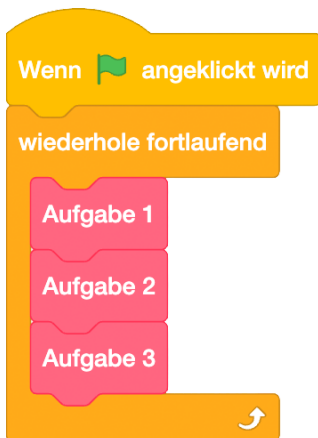 Wenn angeklickt wird
wiederhole fortlaufend
Aufgabe 1
Aufgabe 2
Aufgabe 3